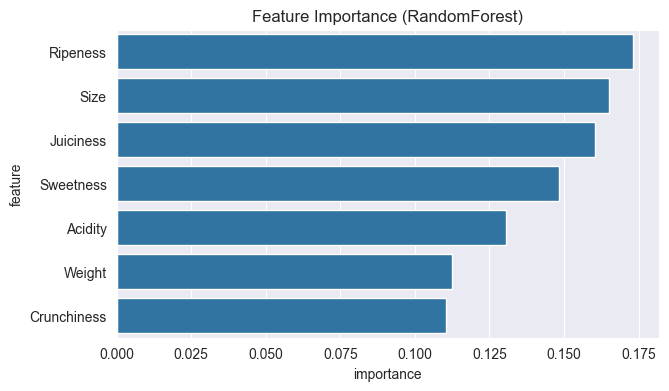 Feature Importance (RandomForest)
Ripeness
Size
Juiciness
Sweetness
Acidity
Weight
Crunchiness
feature
0.000 0.025 0.050 0.075 0.100 0.125 0.150 0.175
importance